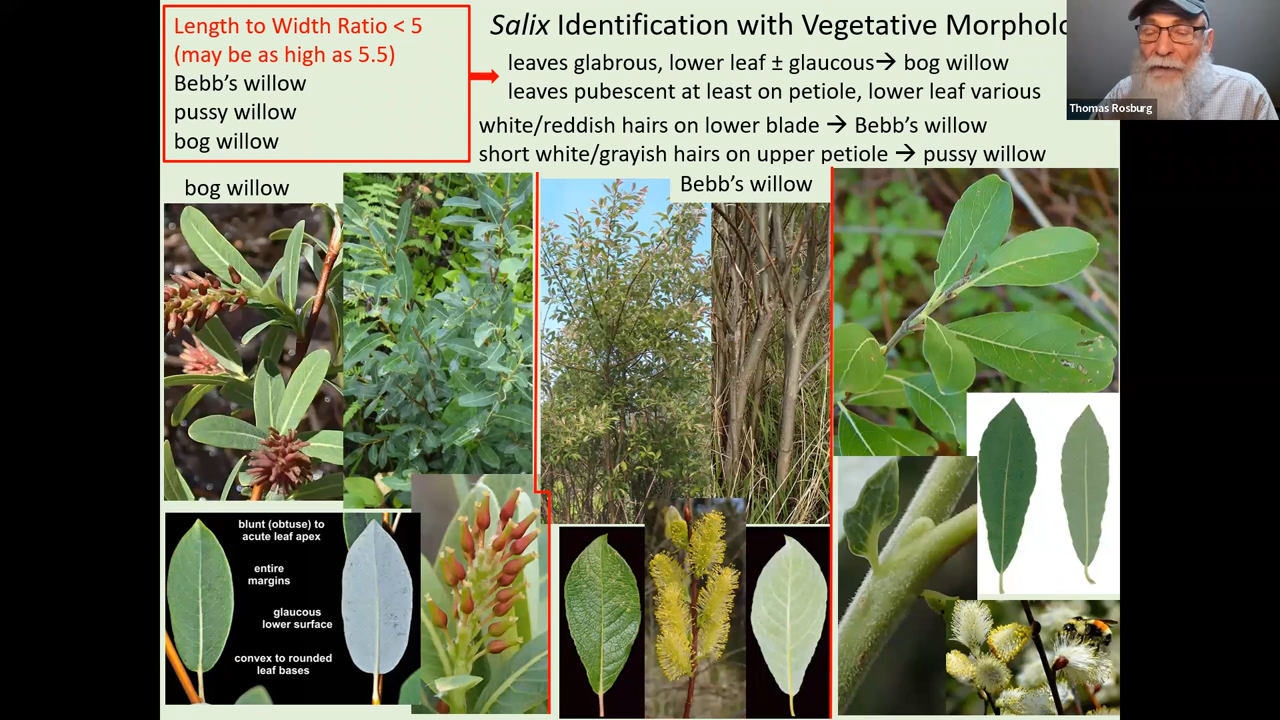 Length to Width Ratio < 5
(may be as high as 5.5)
Bebb's willow
pussy willow
bog willow
Salix Identification with Vegetative Morpholo
leaves glabrous, lower leaf ± glaucous→ bog willow
leaves pubescent at least on petiole, lower leaf various
white/reddish hairs on lower blade → Bebb's willow
short white/grayish hairs on upper petiole → pussy willow
Thomas Rosburg
bog willow
Bebb's willow
blunt (obtuse) to
acute leaf apex
entire
margins
glaucous
lower surface
convex to rounded
leaf bases